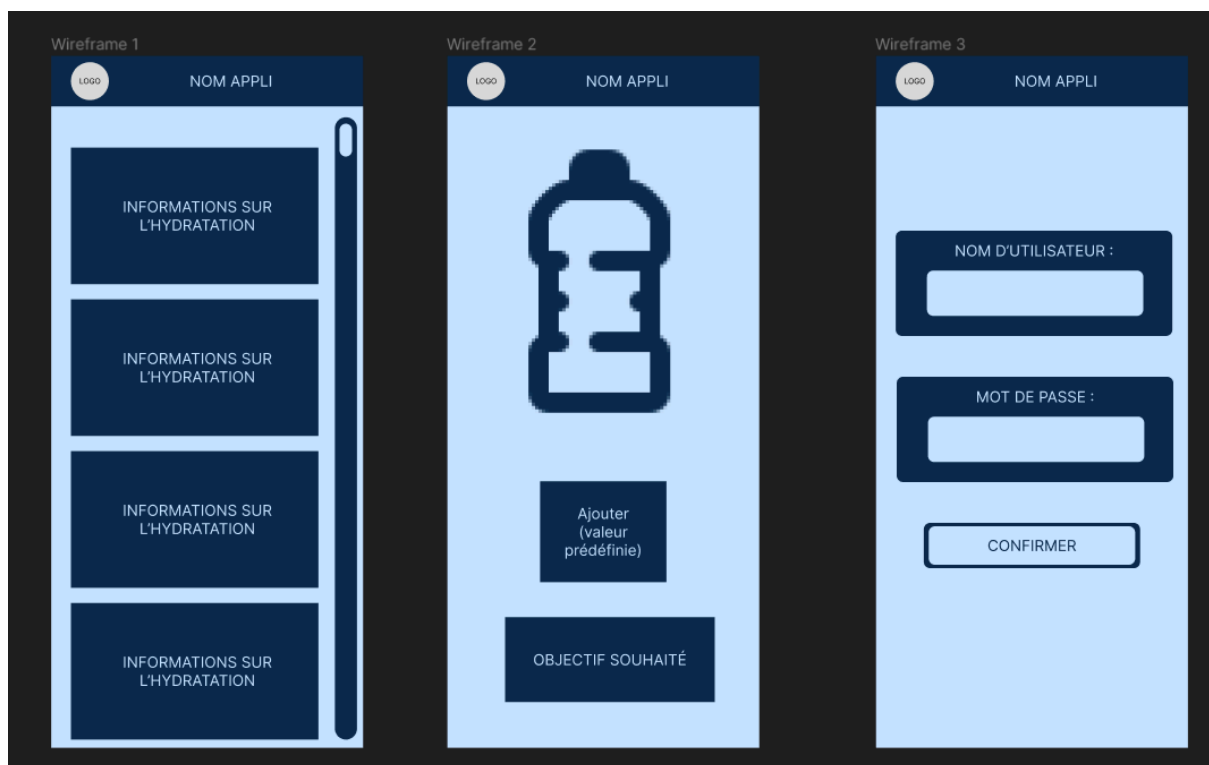 Wireframe 1
LOGO
NOM APPLI
INFORMATIONS SUR
L'HYDRATATION
INFORMATIONS SUR
L'HYDRATATION
INFORMATIONS SUR
L'HYDRATATION
INFORMATIONS SUR
L'HYDRATATION
Wireframe 2
LOGO
NOM APPLI
Ajouter
(valeur
prédéfinie)
OBJECTIF SOUHAITÉ
Wireframe 3
LOGO
NOM APPLI
NOM D'UTILISATEUR :
MOT DE PASSE :
CONFIRMER